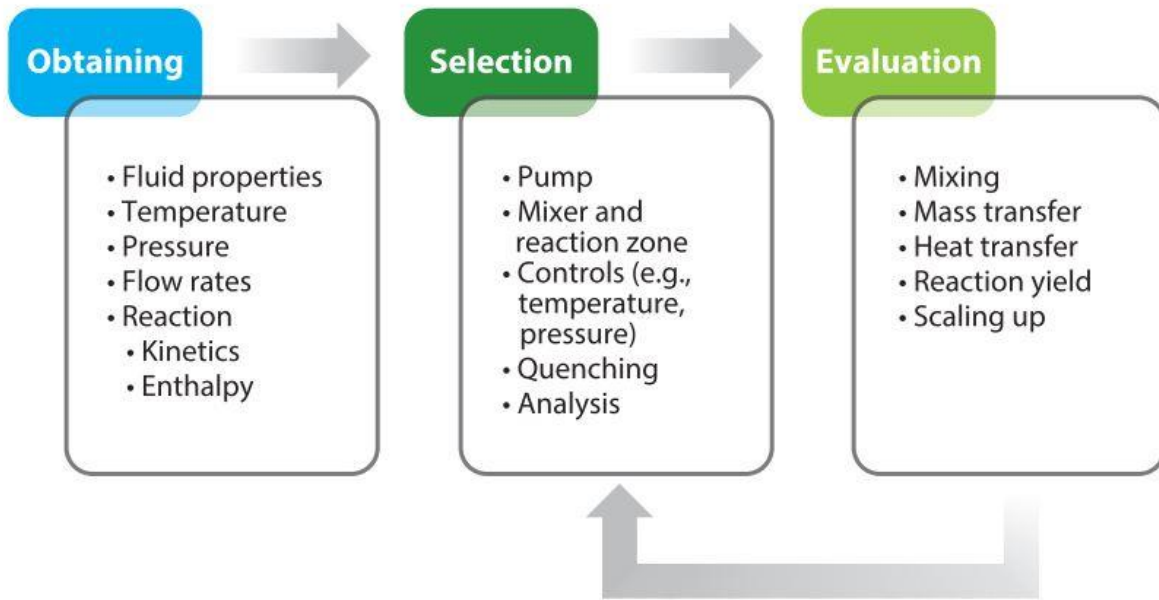 Obtaining
• Fluid properties
• Temperature
• Pressure
• Flow rates
• Reaction
• Kinetics
• Enthalpy
Selection
• Pump
• Mixer and
reaction zone
• Controls (e.g.,
temperature,
pressure)
• Quenching
• Analysis
Evaluation
• Mixing
• Mass transfer
• Heat transfer
• Reaction yield
• Scaling up